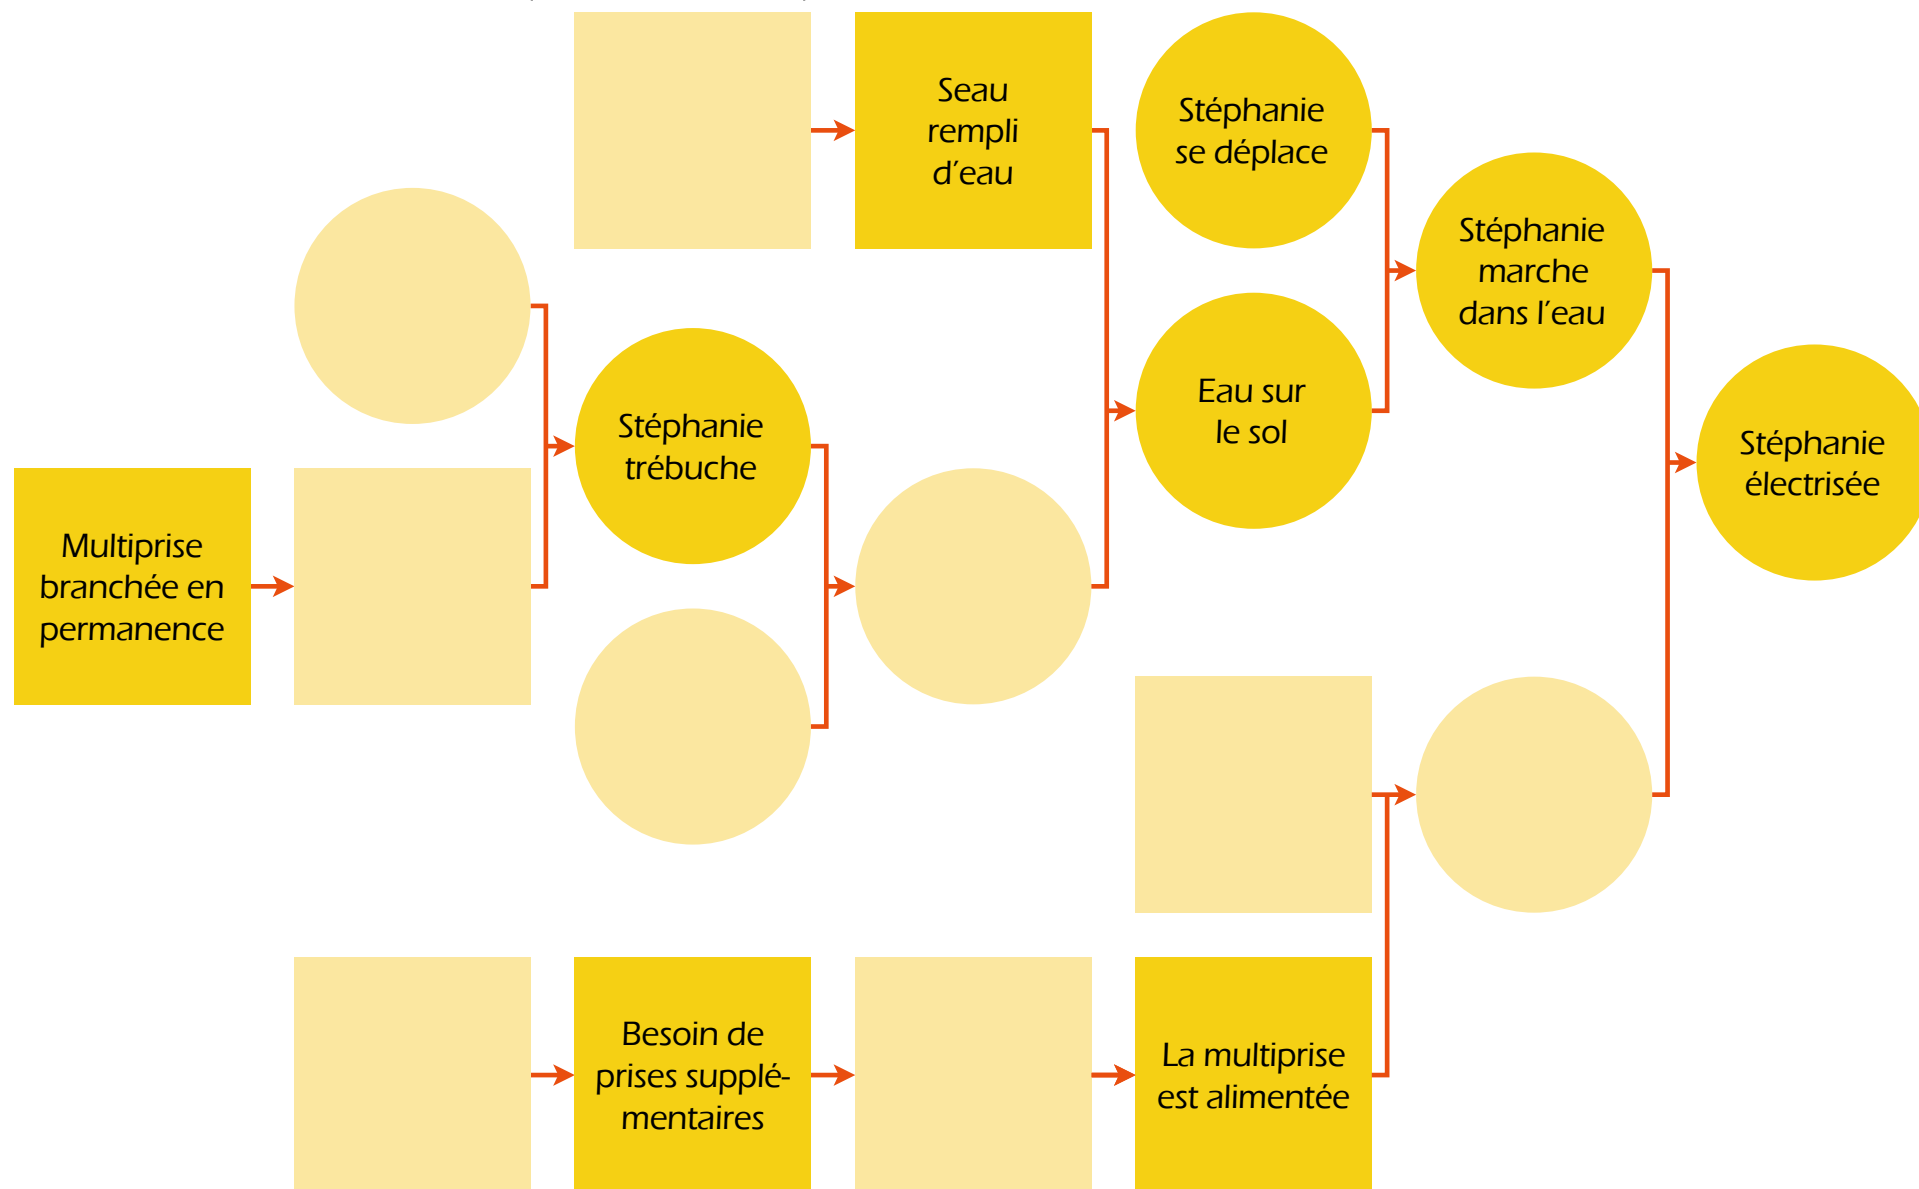 Seau
rempli
d'eau
Stéphanie
se déplace
Stéphanie
marche
dans l'eau
Stéphanie
trébuche
Eau sur
le sol
Stéphanie
électrisée
Multiprise
branchée en
permanence
Besoin de
prises supplé-
mentaires
La multiprise
est alimentée